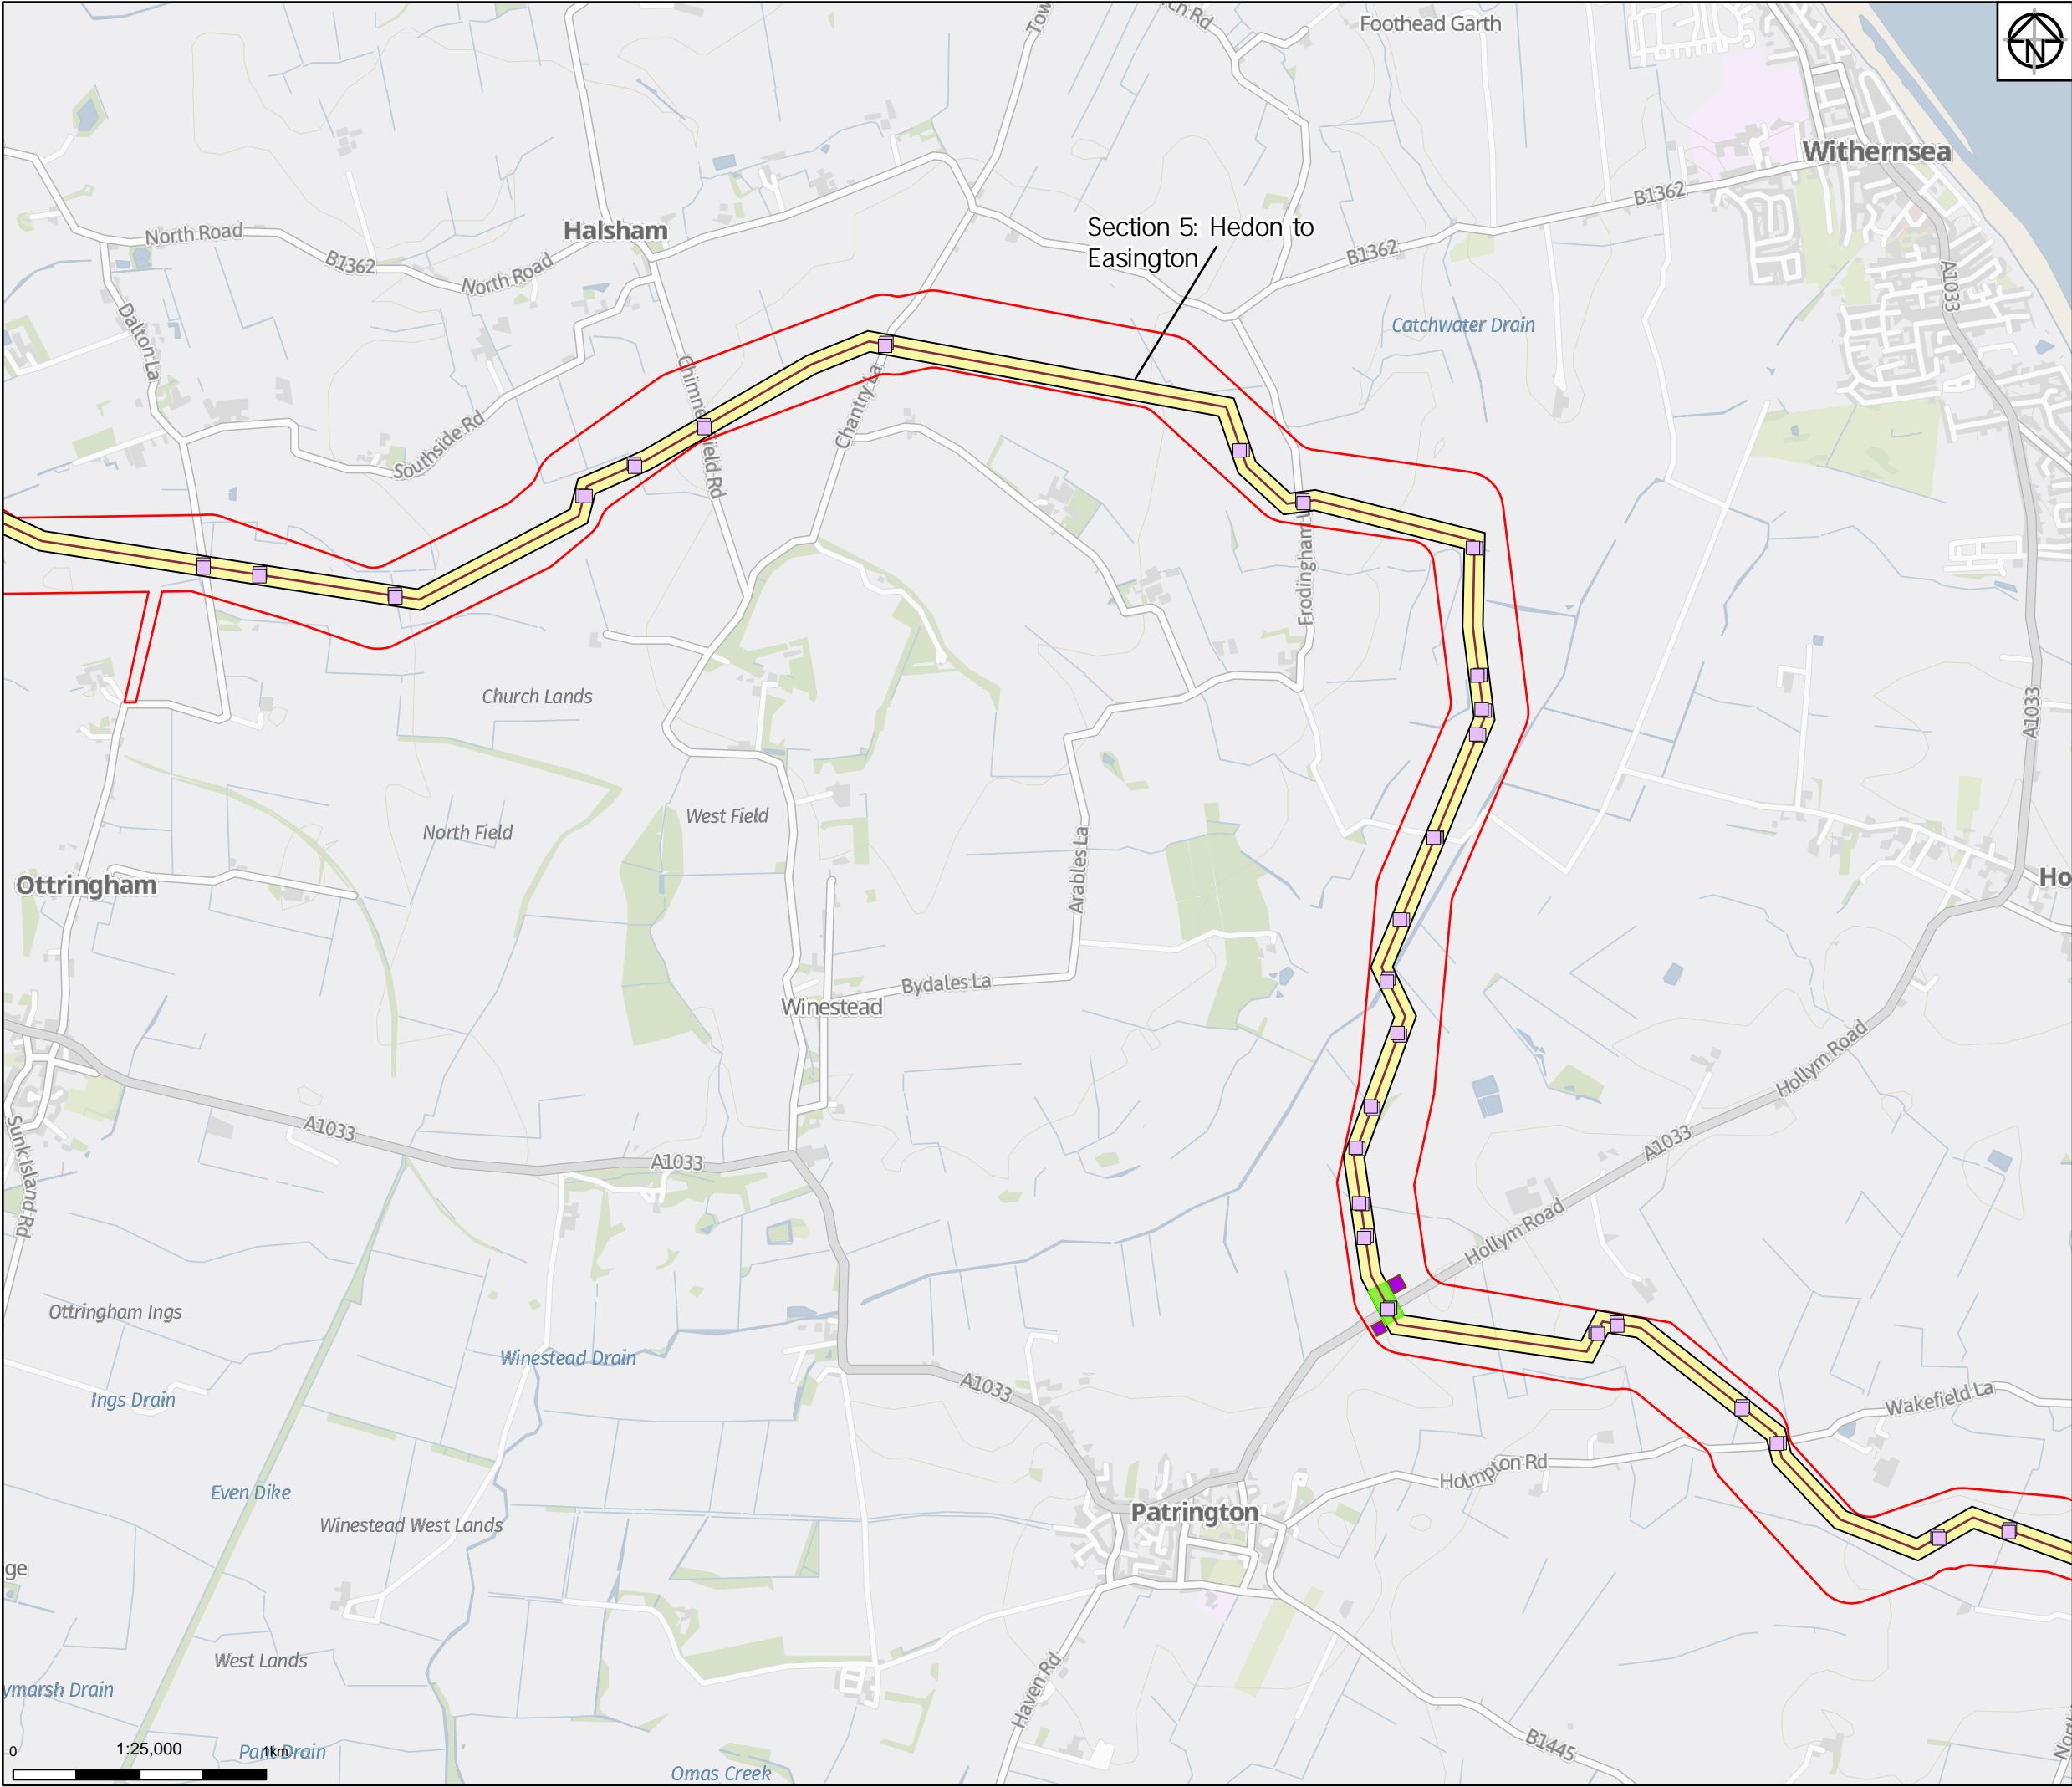 Foothead Garth
N
Withernsea
B1362
North Road
Halsham
Section 5: Hedon to
Easington
B1362
B1362
North Road
A1033
Dalton La
Catchwater Drain
Chantry La
Southside Rd
Frodingham
Church Lands
A1033
West Field
North Field
Arables La
Ottringham
Ho
Bydales La
Winestead
Hollym Road
A1033
A1033
A1033
Sunk Island Rd
Hollym Road
Ottringham Ings
Winestead Drain
A1033
Ings Drain
Wakefield La
Holmpton Rd
Even Dike
Patrington
Winestead West Lands
ge
West Lands
ymarsh Drain
Haven Rd
B1445
0 1:25,000 1km
Pant Drain
Omas Creek